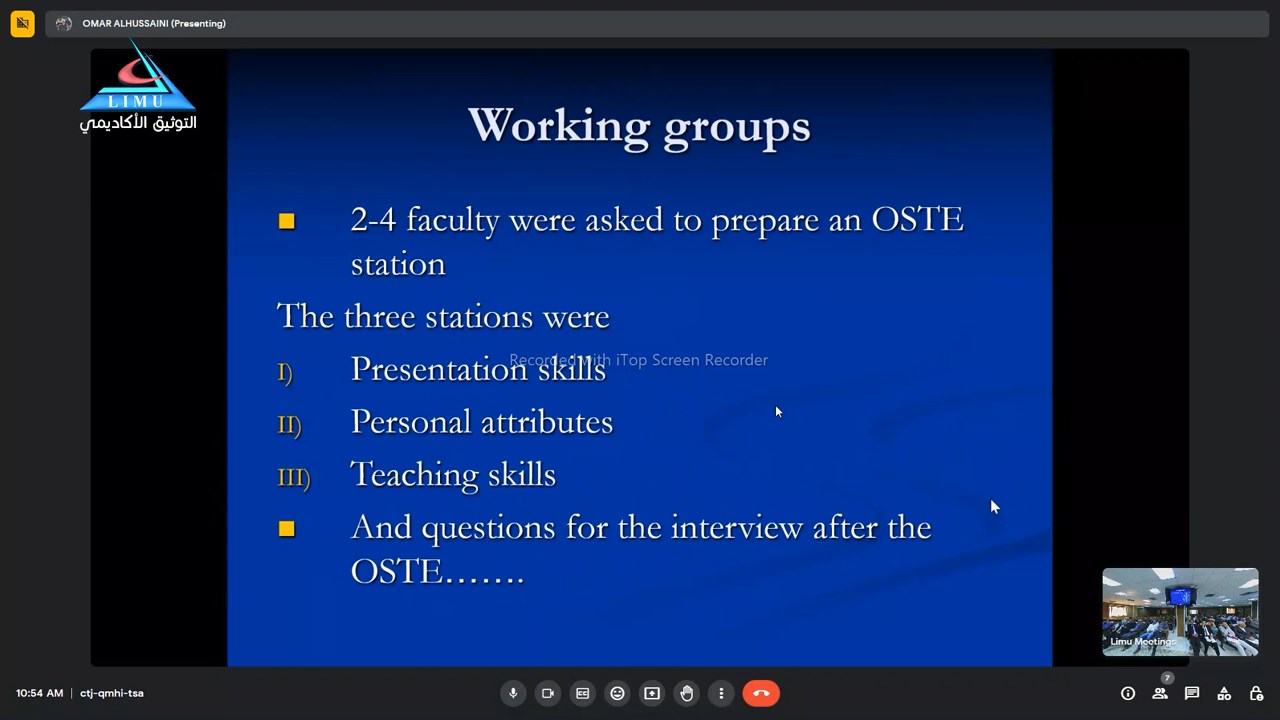 OMAR ALHUSSAINI (Presenting)
LIMU
التوثيق الأكاديمي
Working groups
2-4 faculty were asked to prepare an OSTE
station
The three stations were
Recorded with iTop Screen Recorder
I) Presentation skills
II) Personal attributes
III) Teaching skills
And questions for the interview after the
OSTE.......
Limu Meetings
7
10:54 AM | ctj-qmhi-tsa